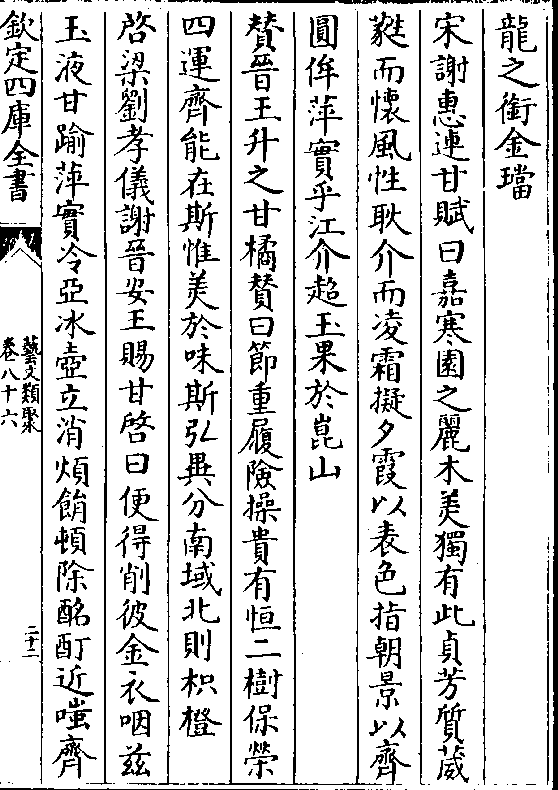 龍之銜金璫
宋謝惠連甘賦曰嘉寒園之麗木美獨有此貞芳質葳
蕤而懷風性耿介而凌霜擬夕霞以表色指朝景以齊
圓侔萍實乎江介超玉果於崑山
賛晉王升之甘橘賛曰節重履險操貴有恒二樹保榮
四運齊能在斯惟美於味斯弘異分南域北則枳橙
啓梁劉孝儀謝晉安王賜甘啓曰便得削彼金衣咽兹
玉液甘踰萍實冷亞冰壺立消煩餚頓除酩酊近嗤齊
欽定四庫全書
藝文類聚
卷八十六
二十二